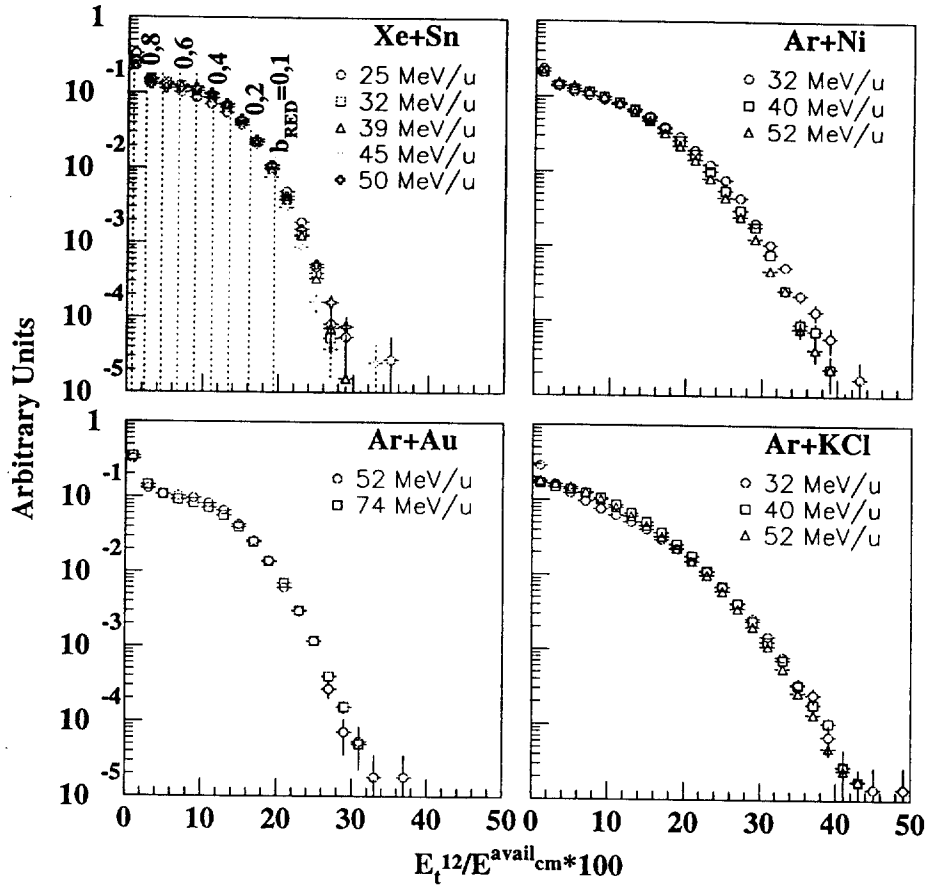 Xe+Sn
25 MeV/u
32 MeV/u
39 MeV/u
45 MeV/u
50 MeV/u
0,8
0,6
0,4
0,2
b RED=0,1
1
10 -1
10 -2
10 -3
10 -4
10 -5
Ar+Ni
32 MeV/u
40 MeV/u
52 MeV/u
Arbitrary Units
Ar+Au
52 MeV/u
74 MeV/u
1
10 -1
10 -2
10 -3
10 -4
10 -5
0 10 20 30 40 50
Ar+KCl
32 MeV/u
40 MeV/u
52 MeV/u
0 10 20 30 40 50
Et12/Eavailcm*100